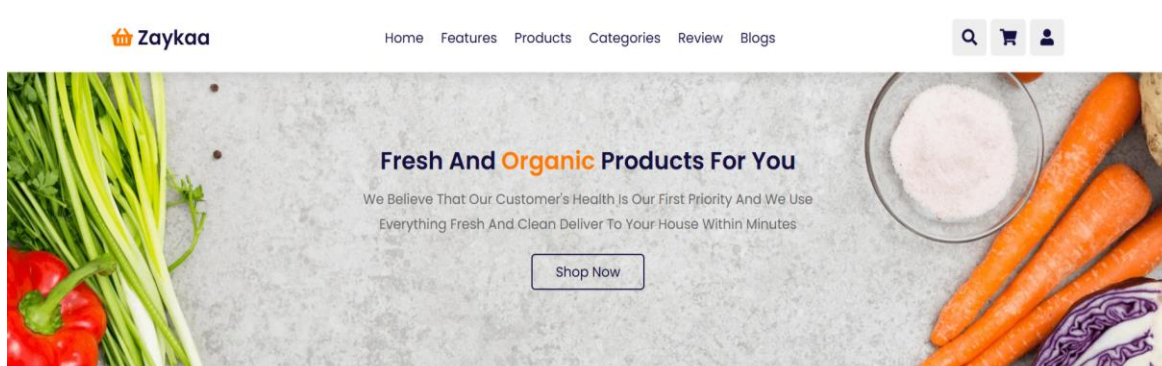 Zaykaa
Home Features Products Categories Review Blogs
Fresh And Organic Products For You
We Believe That Our Customer's Health Is Our First Priority And We Use
Everything Fresh And Clean Deliver To Your House Within Minutes
Shop Now